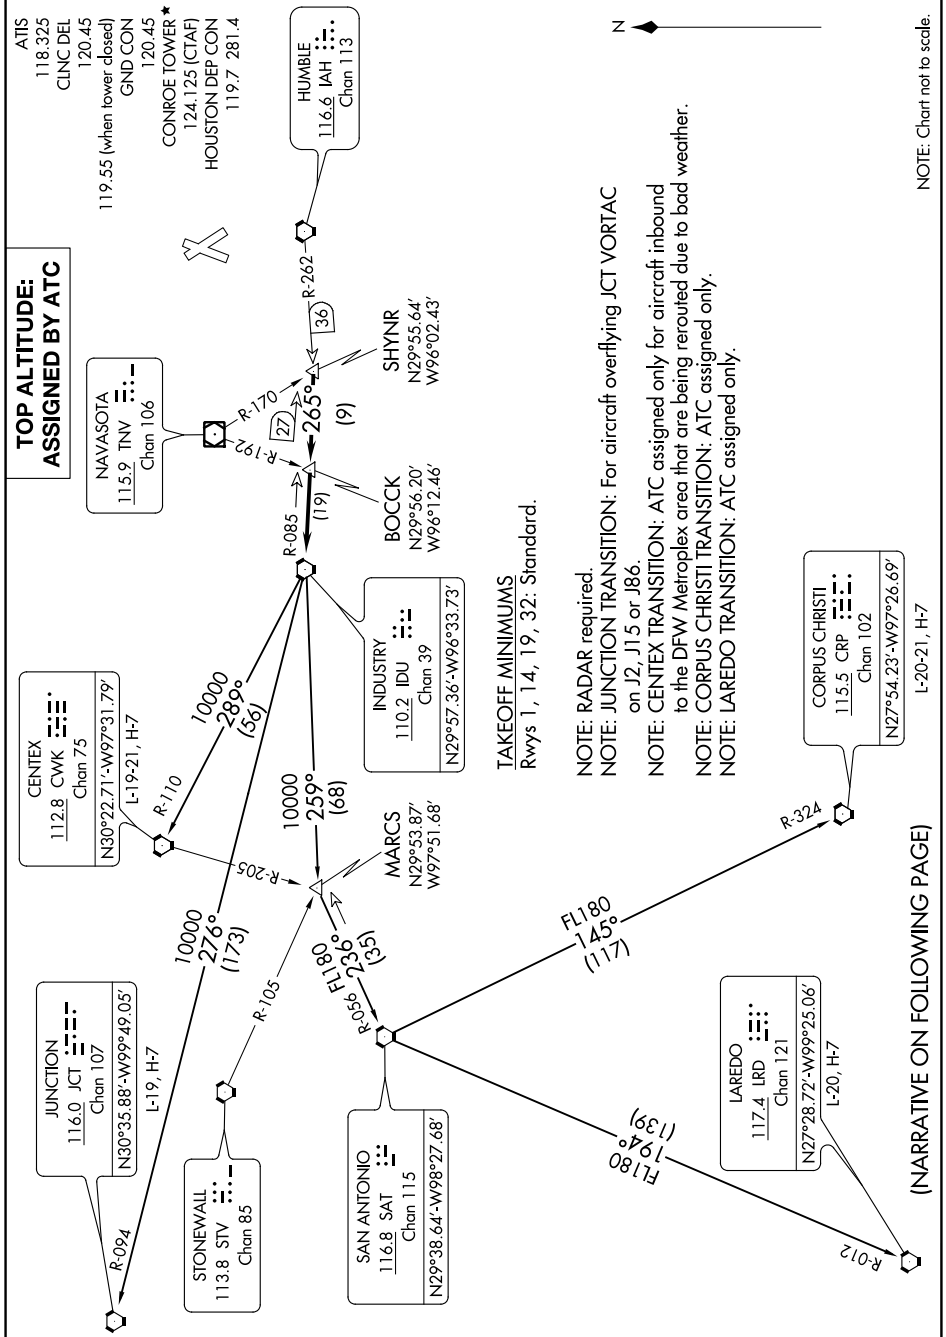 TOP ALTITUDE:
ASSIGNED BY ATC
ATIS
118.325
CLNC DEL
120.45
119.55 (when tower closed)
GND CON
120.45
CONROE TOWER ★
124.125 (CTAF)
HOUSTON DEP CON
119.7 281.4
JUNCTION
116.0 JCT
Chan 107
N30°35.88'-W99°49.05'
L-19, H-7
CENTEX
112.8 CWK
Chan 75
N30°22.71'-W97°31.79'
L-19-21, H-7
NAVASOTA
115.9 TNV
Chan 106
HUMBLE
116.6 IAH
Chan 113
STONEWALL
113.8 STV
Chan 85
SAN ANTONIO
116.8 SAT
Chan 115
N29°38.64'-W98°27.68'
INDUSTRY
110.2 IDU
Chan 39
N29°57.36'-W96°33.73'
R-094
10000
276°
(173)
R-110
10000
289°
(56)
R-205
R-105
10000
259°
(68)
MARCS
N29°53.87'
W97°51.68'
R-056
FL180
236°
(35)
R-085
(19)
R-192
R-170
27
265°
(9)
36
R-262
BOCCK
N29°56.20'
W96°12.46'
SHYNR
N29°55.64'
W96°02.43'
N
TAKEOFF MINIMUMS
Rwys 1, 14, 19, 32: Standard.
NOTE: RADAR required.
NOTE: JUNCTION TRANSITION: For aircraft overflying JCT VORTAC
on J2, J15 or J86.
NOTE: CENTEX TRANSITION: ATC assigned only for aircraft inbound
to the DFW Metroplex area that are being rerouted due to bad weather.
NOTE: CORPUS CHRISTI TRANSITION: ATC assigned only.
NOTE: LAREDO TRANSITION: ATC assigned only.
FL180
145°
(117)
R-324
CORPUS CHRISTI
115.5 CRP
Chan 102
N27°54.23'-W97°26.69'
L-20-21, H-7
FL180
194°
(139)
R-012
LAREDO
117.4 LRD
Chan 121
N27°28.72'-W99°25.06'
L-20, H-7
(NARRATIVE ON FOLLOWING PAGE)
NOTE: Chart not to scale.